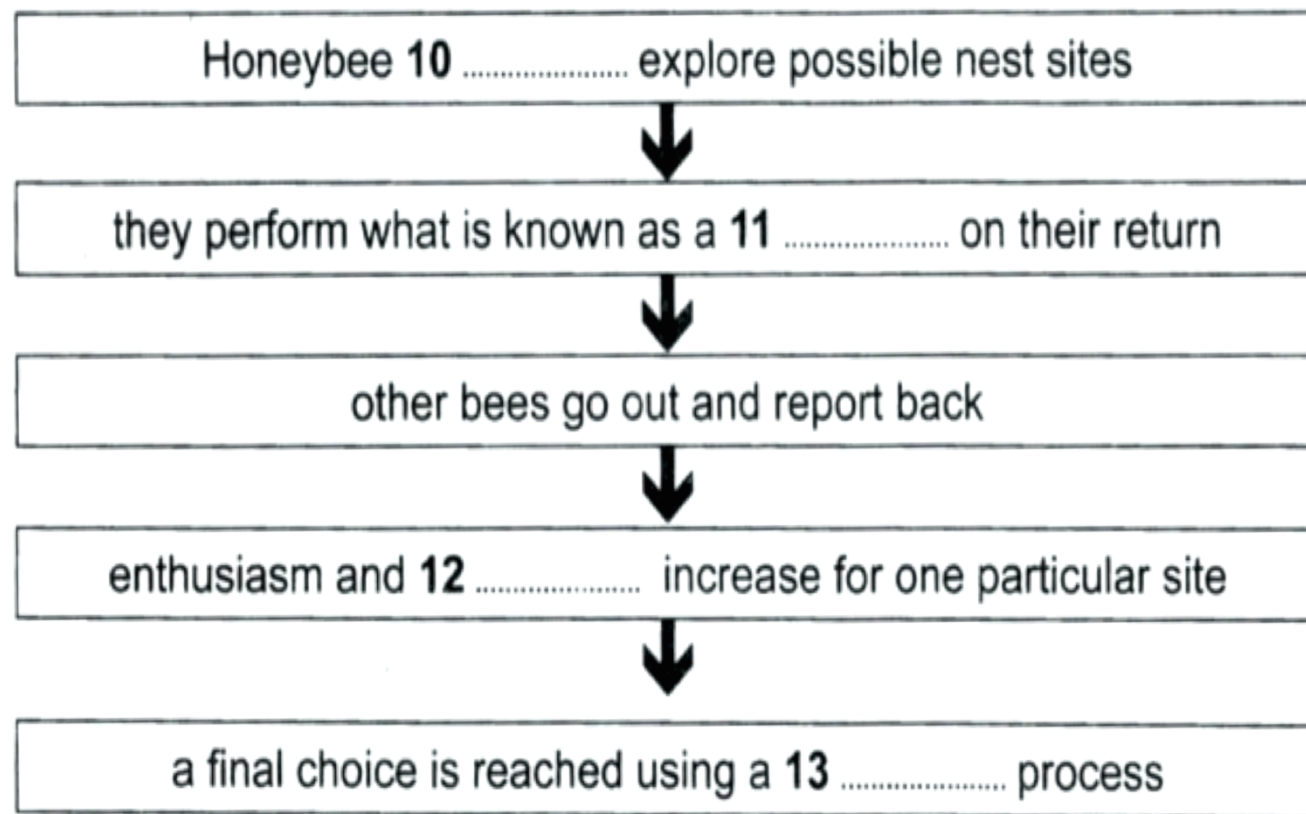 Honeybee 10 .................... explore possible nest sites
they perform what is known as a 11 .................... on their return
other bees go out and report back
enthusiasm and 12 .................... increase for one particular site
a final choice is reached using a 13 .................... process